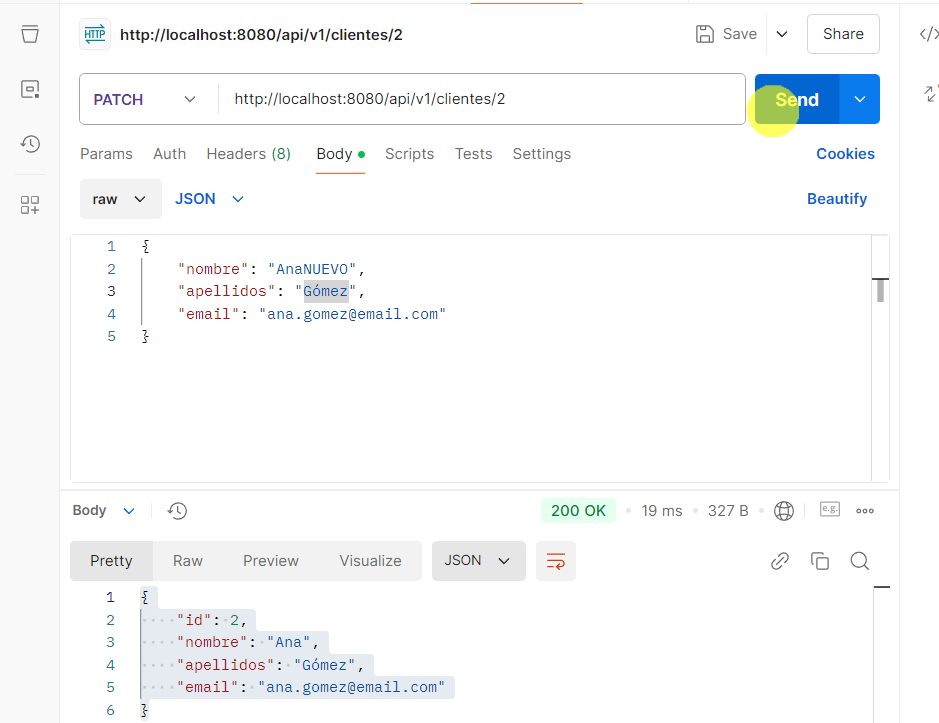 HTTP http://localhost:8080/api/v1/clientes/2 Save Share
PATCH http://localhost:8080/api/v1/clientes/2 Send
Params Auth Headers (8) Body Scripts Tests Settings Cookies
raw JSON Beautify
1 {
2 "nombre": "AnaNUEVO",
3 "apellidos": "Gómez",
4 "email": "ana.gomez@email.com"
5 }
Body 200 OK 19 ms 327 B e.g.
Pretty Raw Preview Visualize JSON
1 {
2 "id": 2,
3 "nombre": "Ana",
4 "apellidos": "Gómez",
5 "email": "ana.gomez@email.com"
6 }